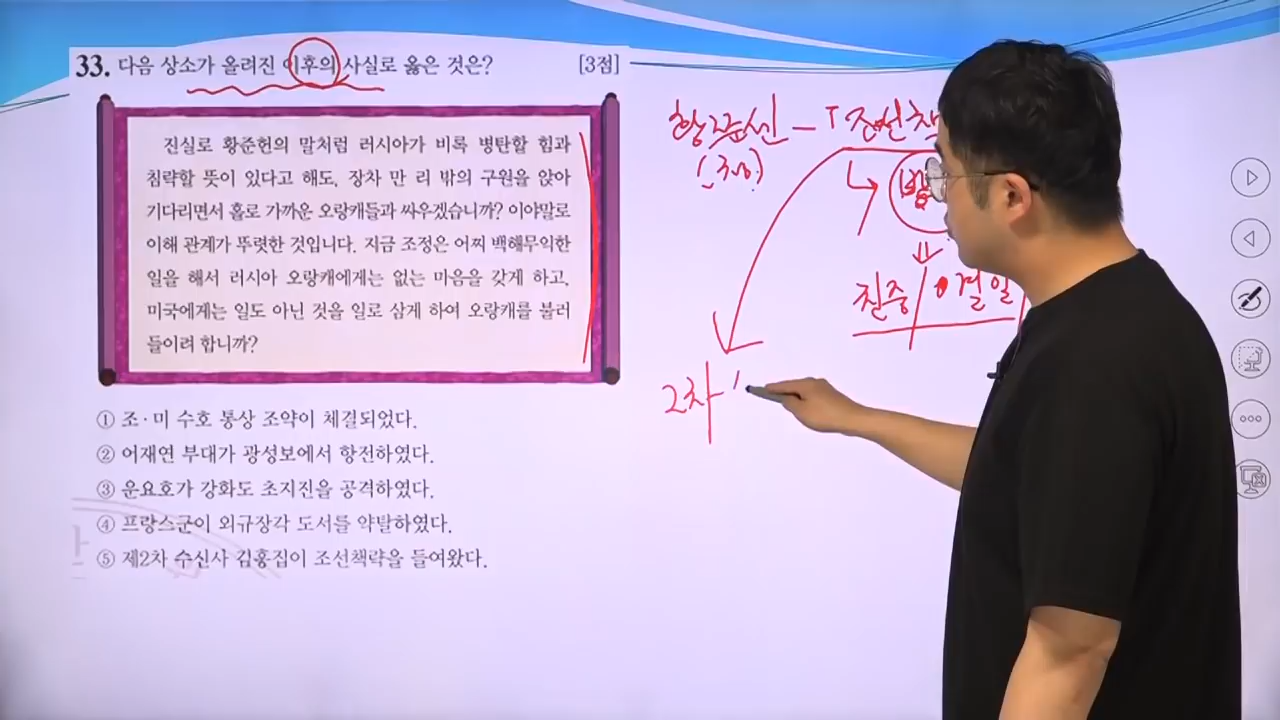 33. 다음 상소가 올려진 이후의 사실로 옳은 것은? [3점]
진실로 황준헌의 말처럼 러시아가 비록 병탄할 힘과
침략할 뜻이 있다고 해도, 장차 만 리 밖의 구원을 앉아
기다리면서 홀로 가까운 오랑캐들과 싸우겠습니까? 이야말로
이해 관계가 뚜렷한 것입니다. 지금 조정은 어찌 백해무익한
일을 해서 러시아 오랑캐에게는 없는 마음을 갖게 하고,
미국에게는 일도 아닌 것을 일로 삼게 하여 오랑캐를 불러
들이려 합니까?
① 조·미 수호 통상 조약이 체결되었다.
② 어재연 부대가 광성보에서 항전하였다.
③ 운요호가 강화도 초지진을 공격하였다.
④ 프랑스군이 외규장각 도서를 약탈하였다.
⑤ 제2차 수신사 김홍집이 조선책략을 들여왔다.
황쭌센 - 「조선책
친중 결일
2차